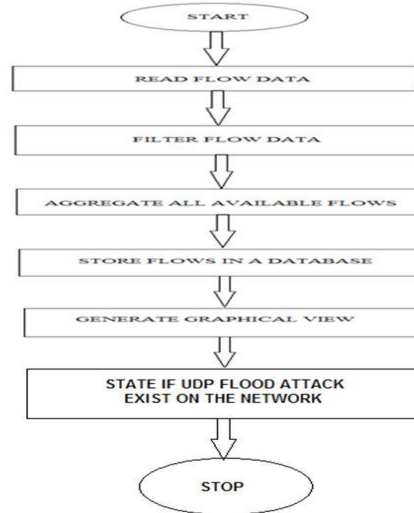 START
READ FLOW DATA
FILTER FLOW DATA
AGGREGATE ALL AVAILABLE FLOWS
STORE FLOWS IN A DATABASE
GENERATE GRAPHICAL VIEW
STATE IF UDP FLOOD ATTACK
EXIST ON THE NETWORK
STOP